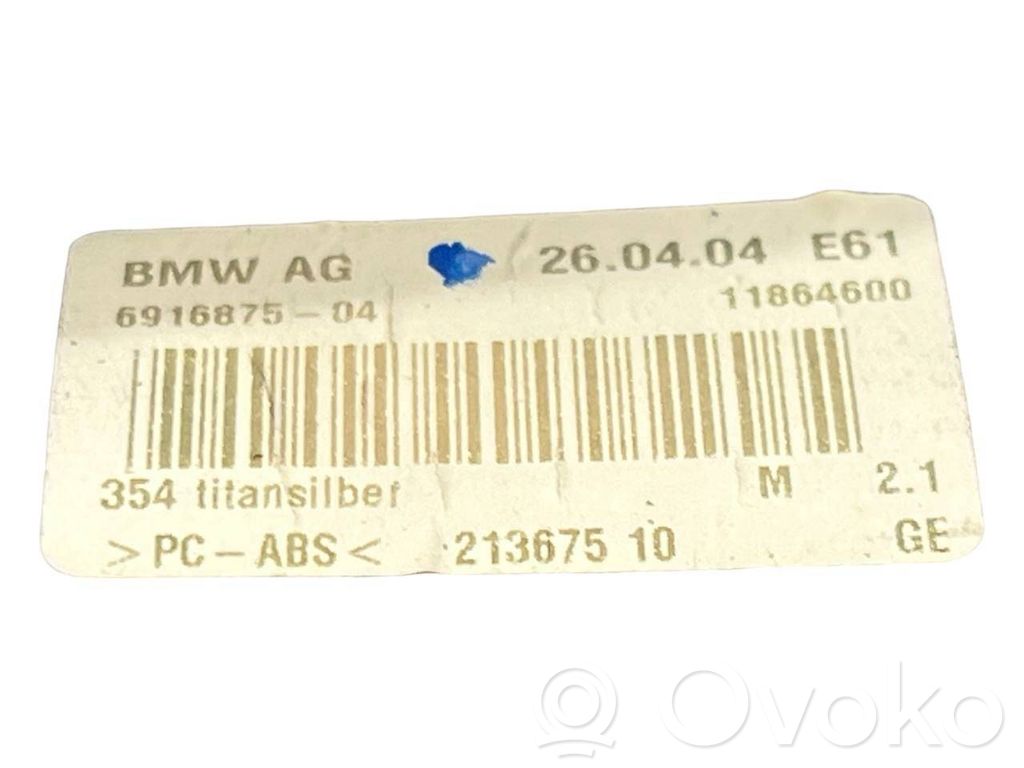 BMW AG 26.04.04 E61
6916875-04 11864600
354 titansilber M 2.1
>PC-ABS< 213675 10 GE
Ovoko